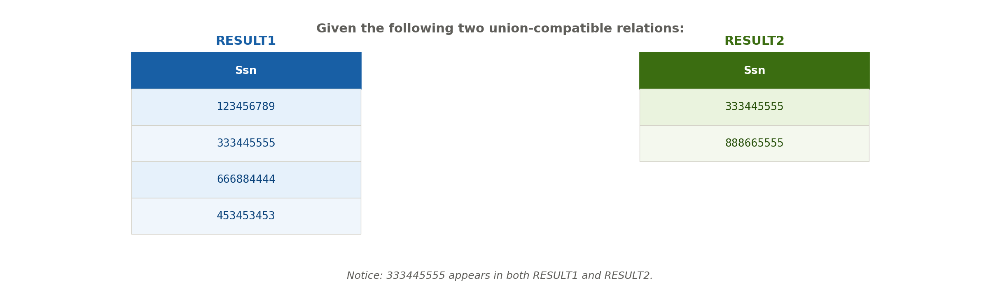 Given the following two union-compatible relations:
RESULT1
Ssn
123456789
333445555
666884444
453453453
RESULT2
Ssn
333445555
888665555
Notice: 333445555 appears in both RESULT1 and RESULT2.